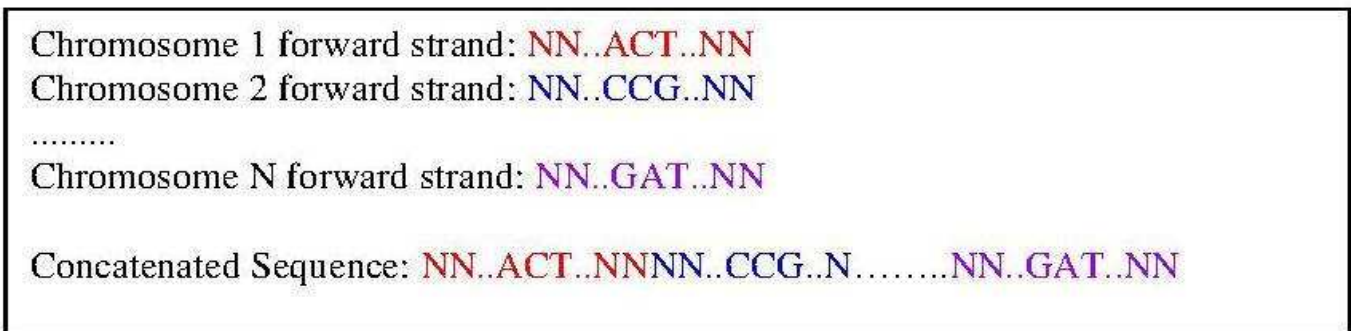 Chromosome 1 forward strand: NN..ACT..NN
Chromosome 2 forward strand: NN..CCG..NN
.........
Chromosome N forward strand: NN..GAT..NN
Concatenated Sequence: NN..ACT..NNNN..CCG..N........NN..GAT..NN